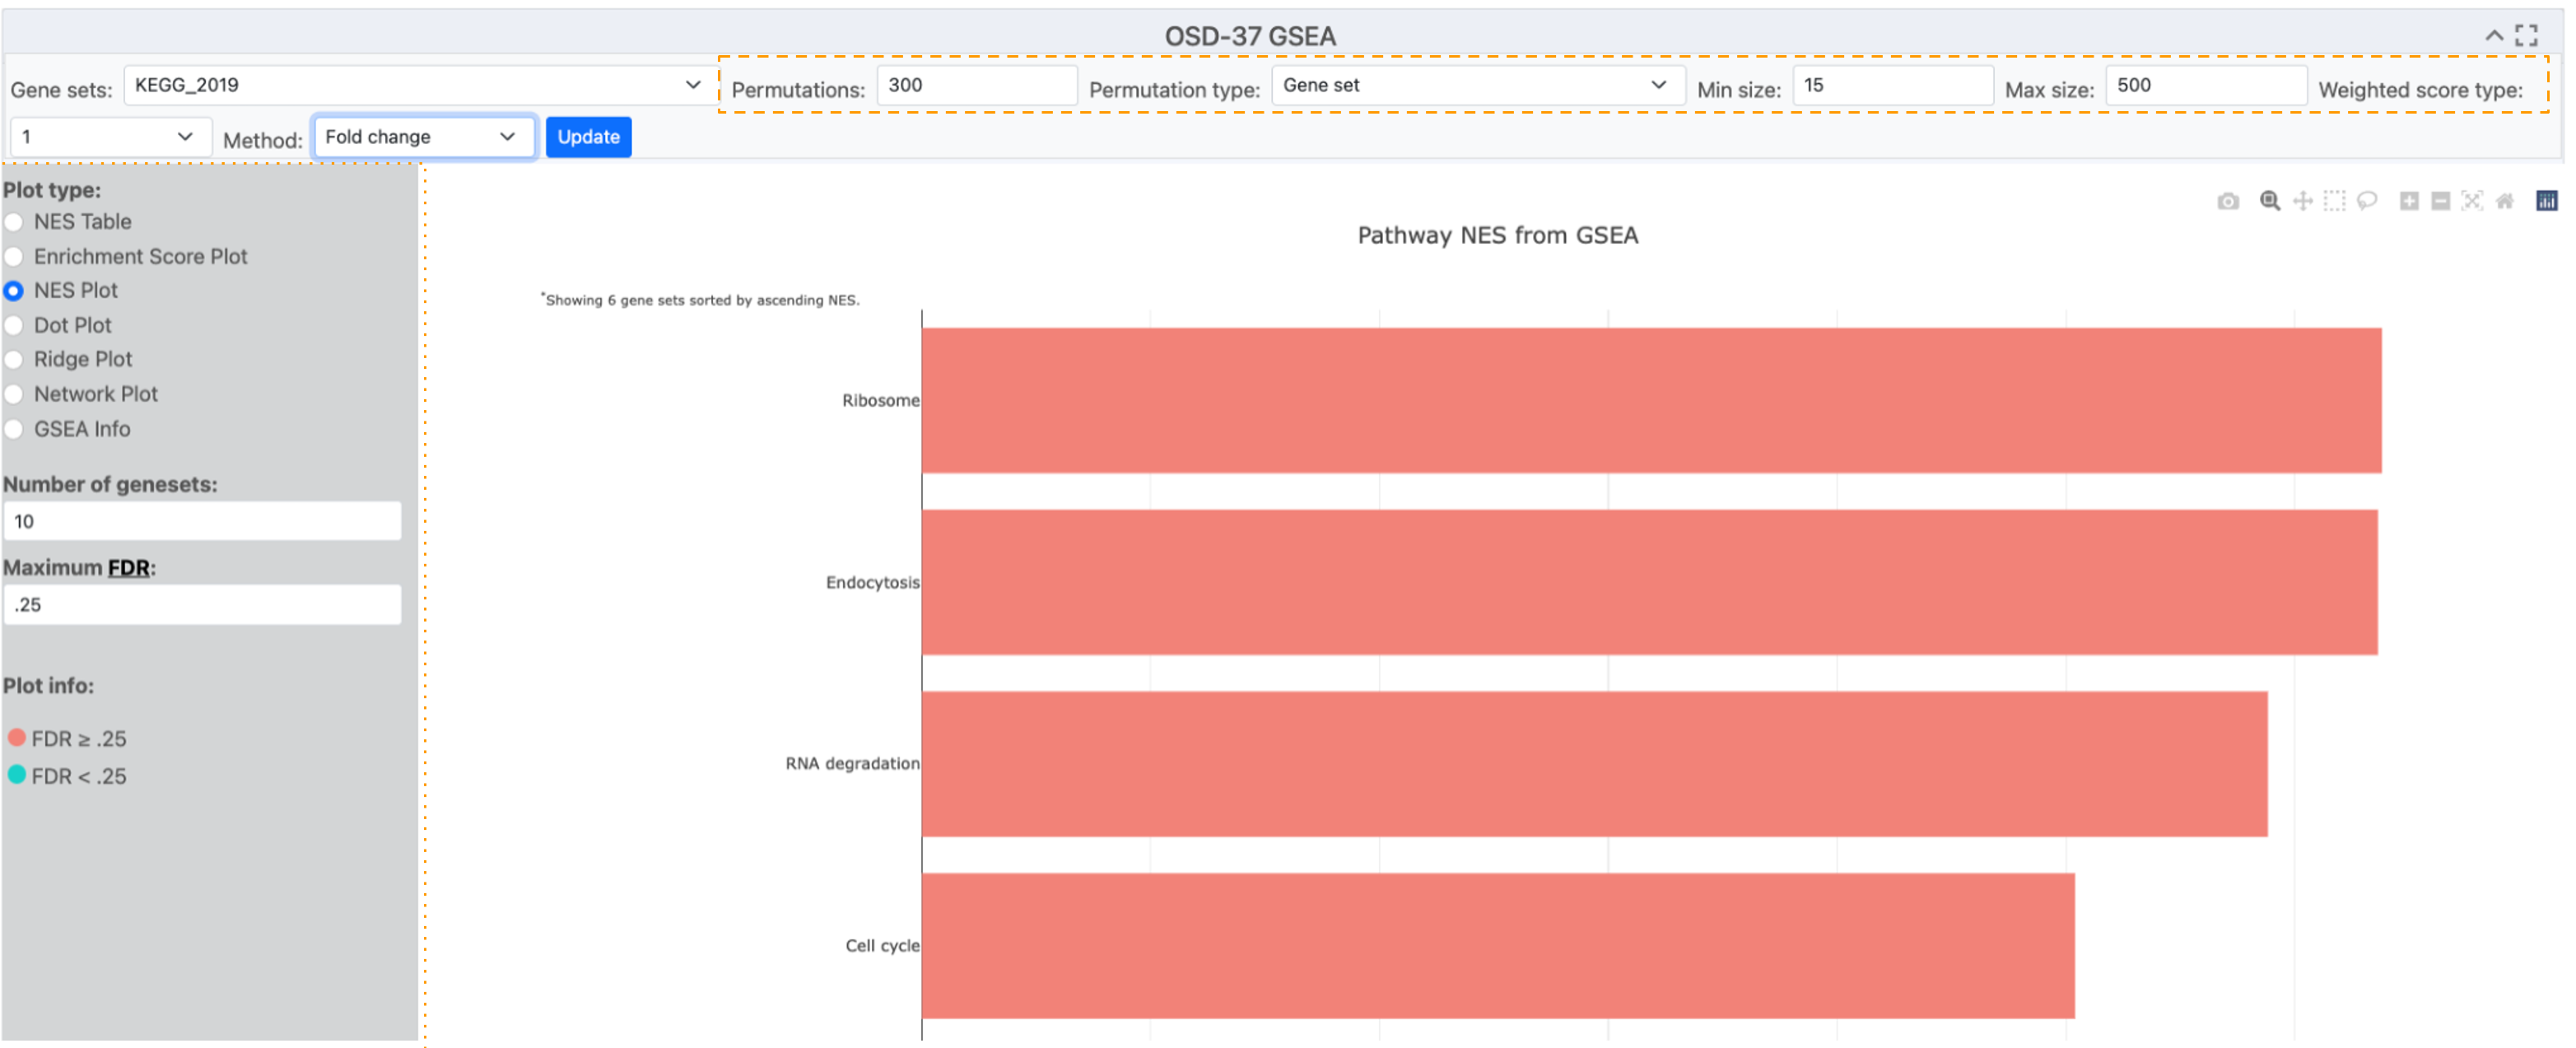 OSD-37 GSEA
Gene sets: KEGG_2019 Permutations: 300 Permutation type: Gene set Min size: 15 Max size: 500 Weighted score type:
1 Method: Fold change Update
Plot type:
NES Table
Enrichment Score Plot
NES Plot
Dot Plot
Ridge Plot
Network Plot
GSEA Info
Number of genesets:
10
Maximum FDR:
.25
Plot info:
FDR ≥ .25
FDR < .25
Pathway NES from GSEA
*Showing 6 gene sets sorted by ascending NES.
Ribosome
Endocytosis
RNA degradation
Cell cycle